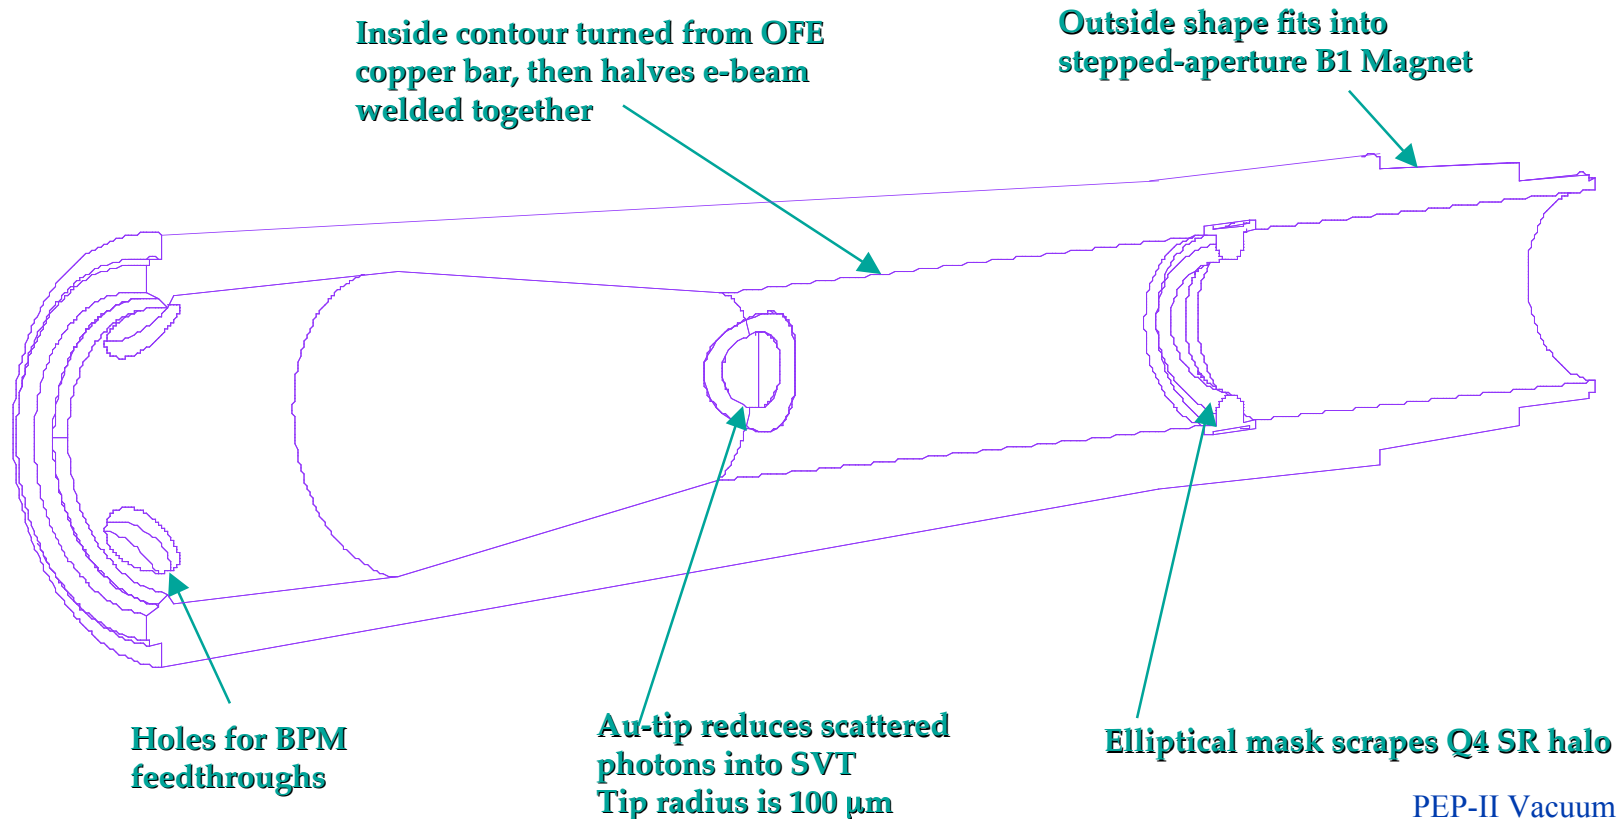 Inside contour turned from OFE
copper bar, then halves e-beam
welded together
Outside shape fits into
stepped-aperture B1 Magnet
Holes for BPM
feedthroughs
Au-tip reduces scattered
photons into SVT
Tip radius is 100 μm
Elliptical mask scrapes Q4 SR halo
PEP-II Vacuum